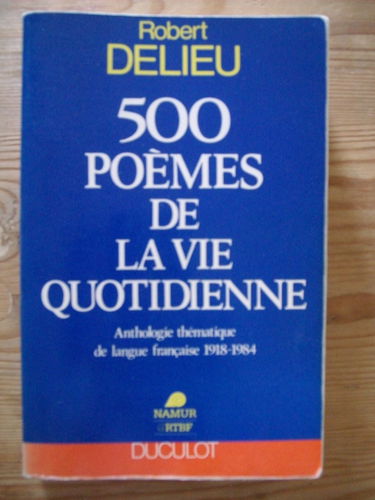 Robert
DELIEU
500
POÈMES
DE
LA VIE
QUOTIDIENNE
Anthologie thématique
de langue française 1918-1984
NAMUR
RTBF
DUCULOT